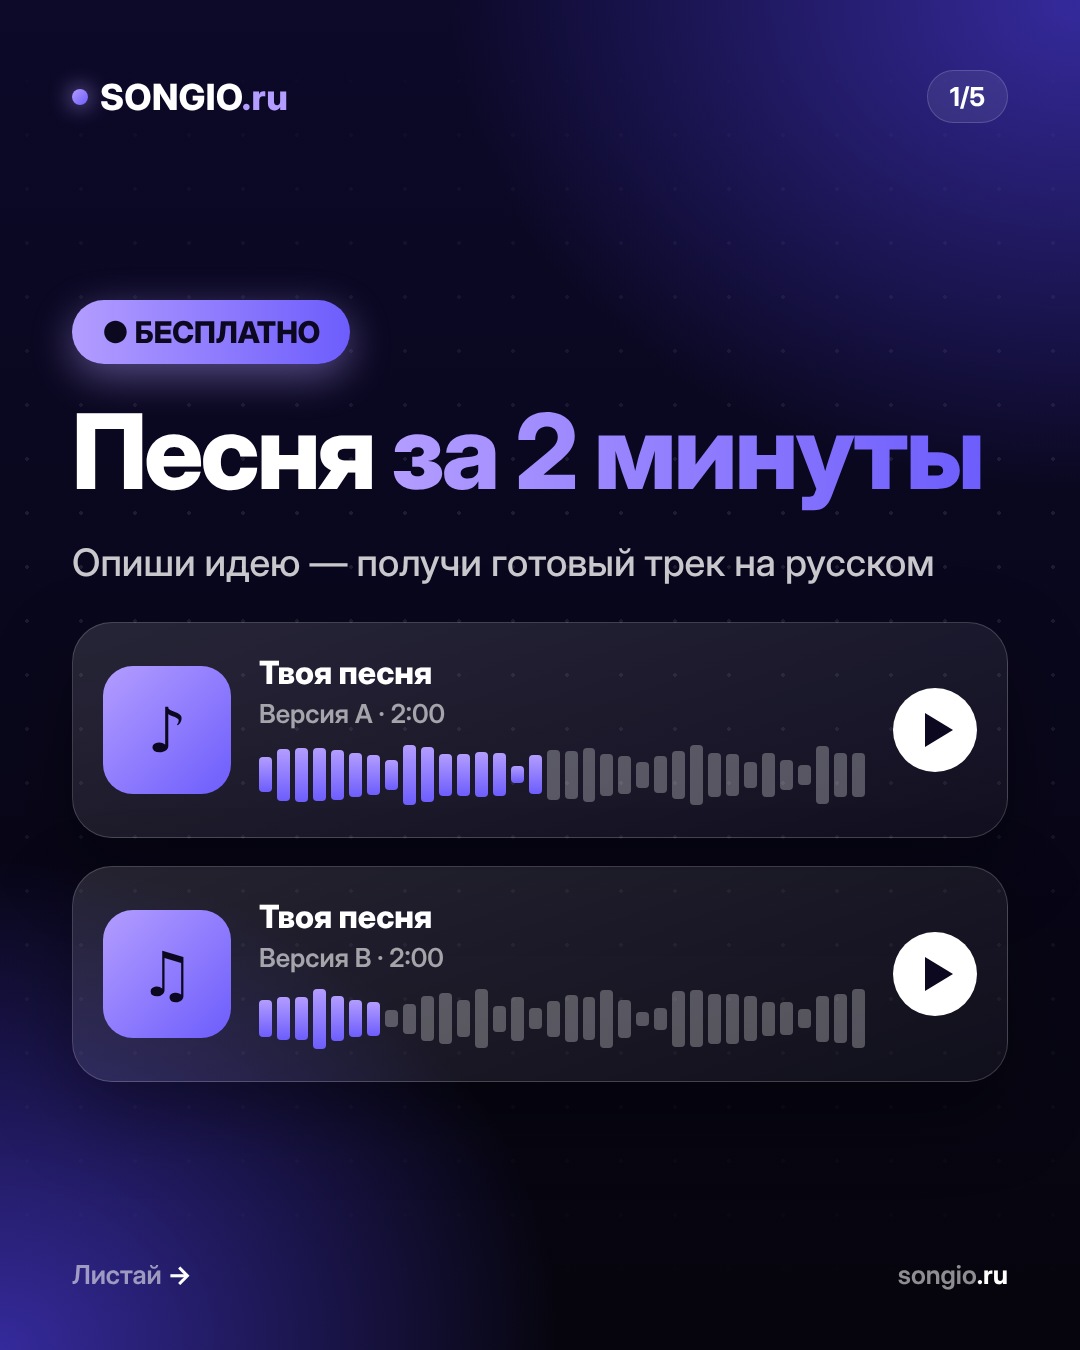 SONGIO.ru
1/5
БЕСПЛАТНО
Песня за 2 минуты
Опиши идею — получи готовый трек на русском
Твоя песня
Версия A · 2:00
Твоя песня
Версия B · 2:00
Листай →
songio.ru